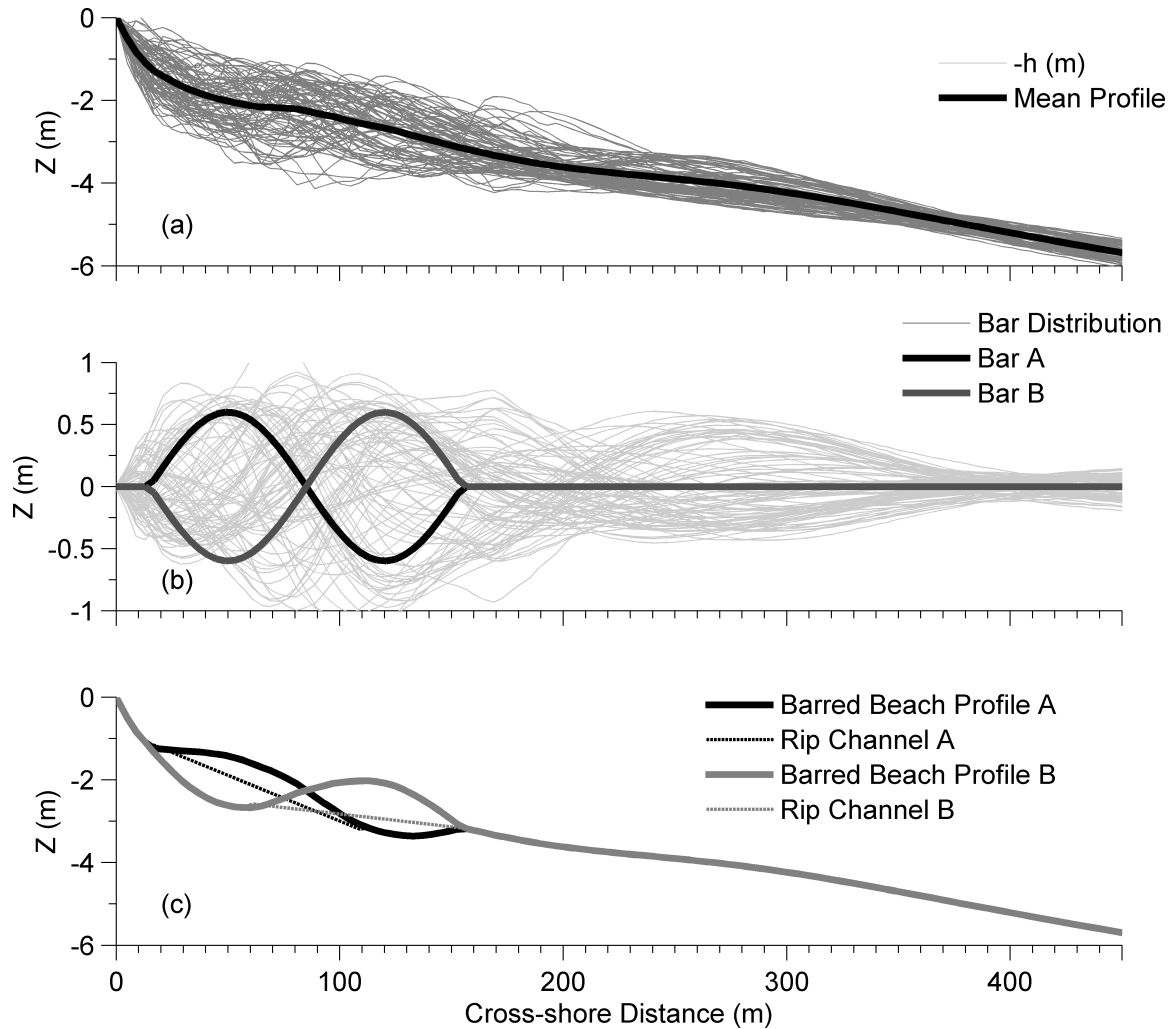 0
-2
-4
-6
Z (m)
(a)
-h (m)
Mean Profile
Bar Distribution
Bar A
Bar B
1
0.5
0
-0.5
-1
Z (m)
(b)
0
-2
-4
-6
Z (m)
(c)
Barred Beach Profile A
Rip Channel A
Barred Beach Profile B
Rip Channel B
0 100 200 300 400
Cross-shore Distance (m)